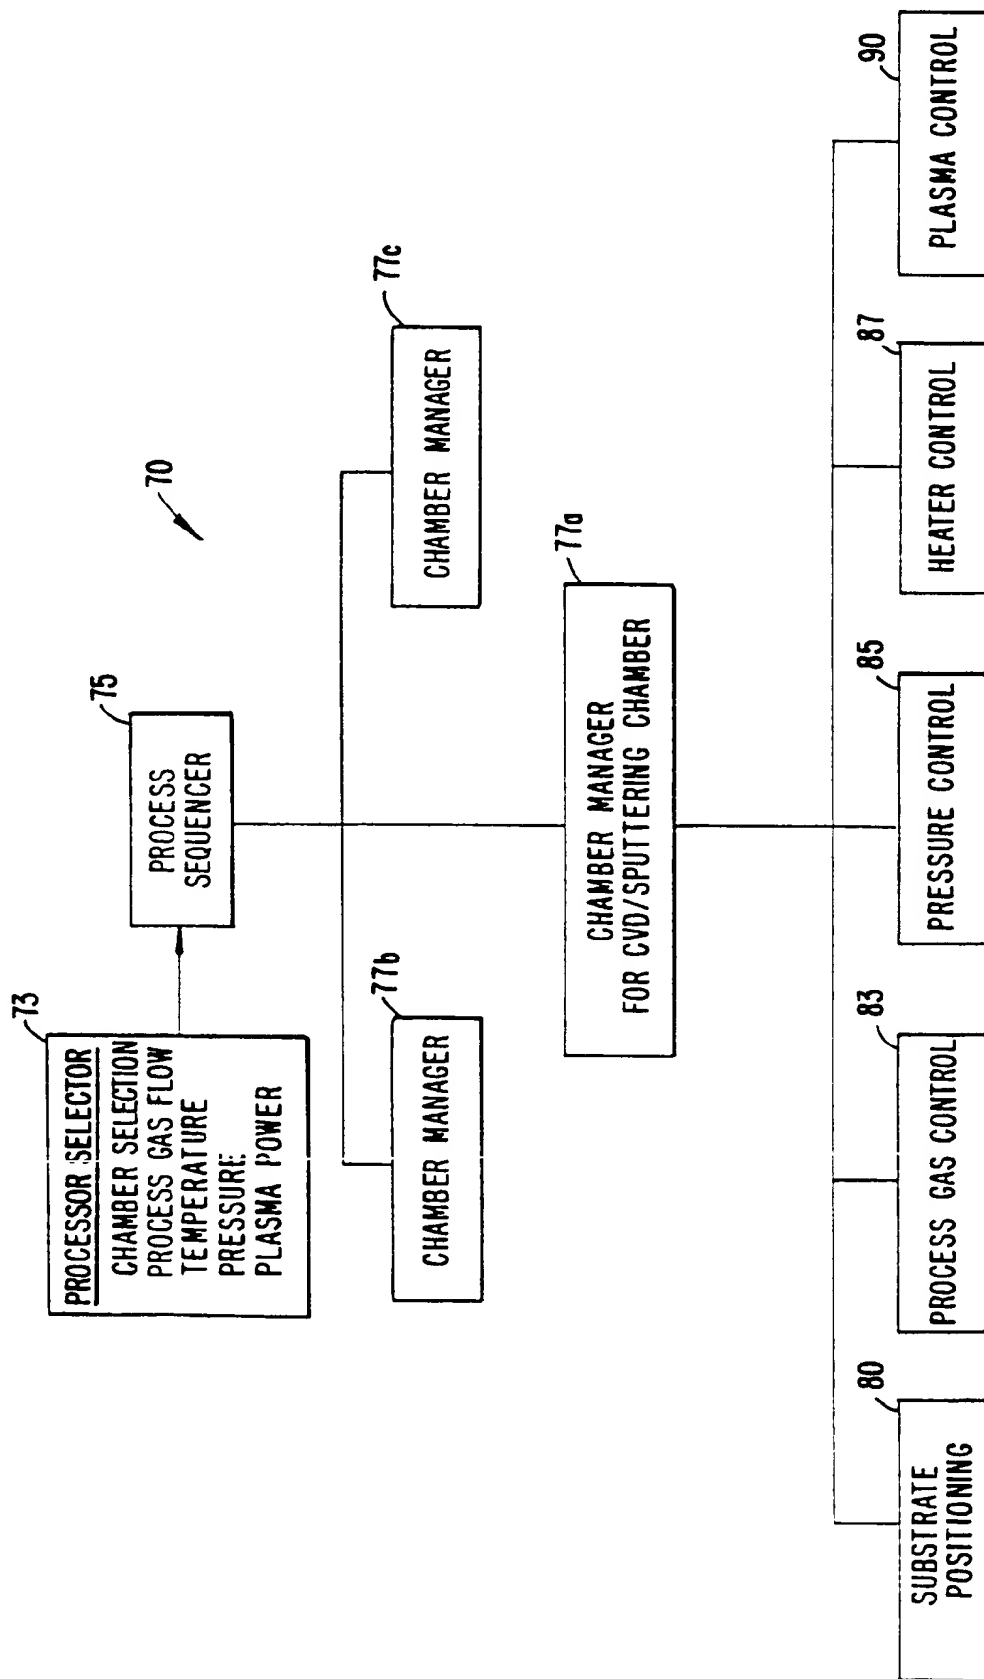 70
73
PROCESSOR SELECTOR
CHAMBER SELECTION
PROCESS GAS FLOW
TEMPERATURE
PRESSURE
PLASMA POWER
75
PROCESS
SEQUENCER
77b
CHAMBER MANAGER
77c
CHAMBER MANAGER
77a
CHAMBER MANAGER
FOR CVD/SPUTTERING CHAMBER
80
SUBSTRATE
POSITIONING
83
PROCESS GAS CONTROL
85
PRESSURE CONTROL
87
HEATER CONTROL
90
PLASMA CONTROL